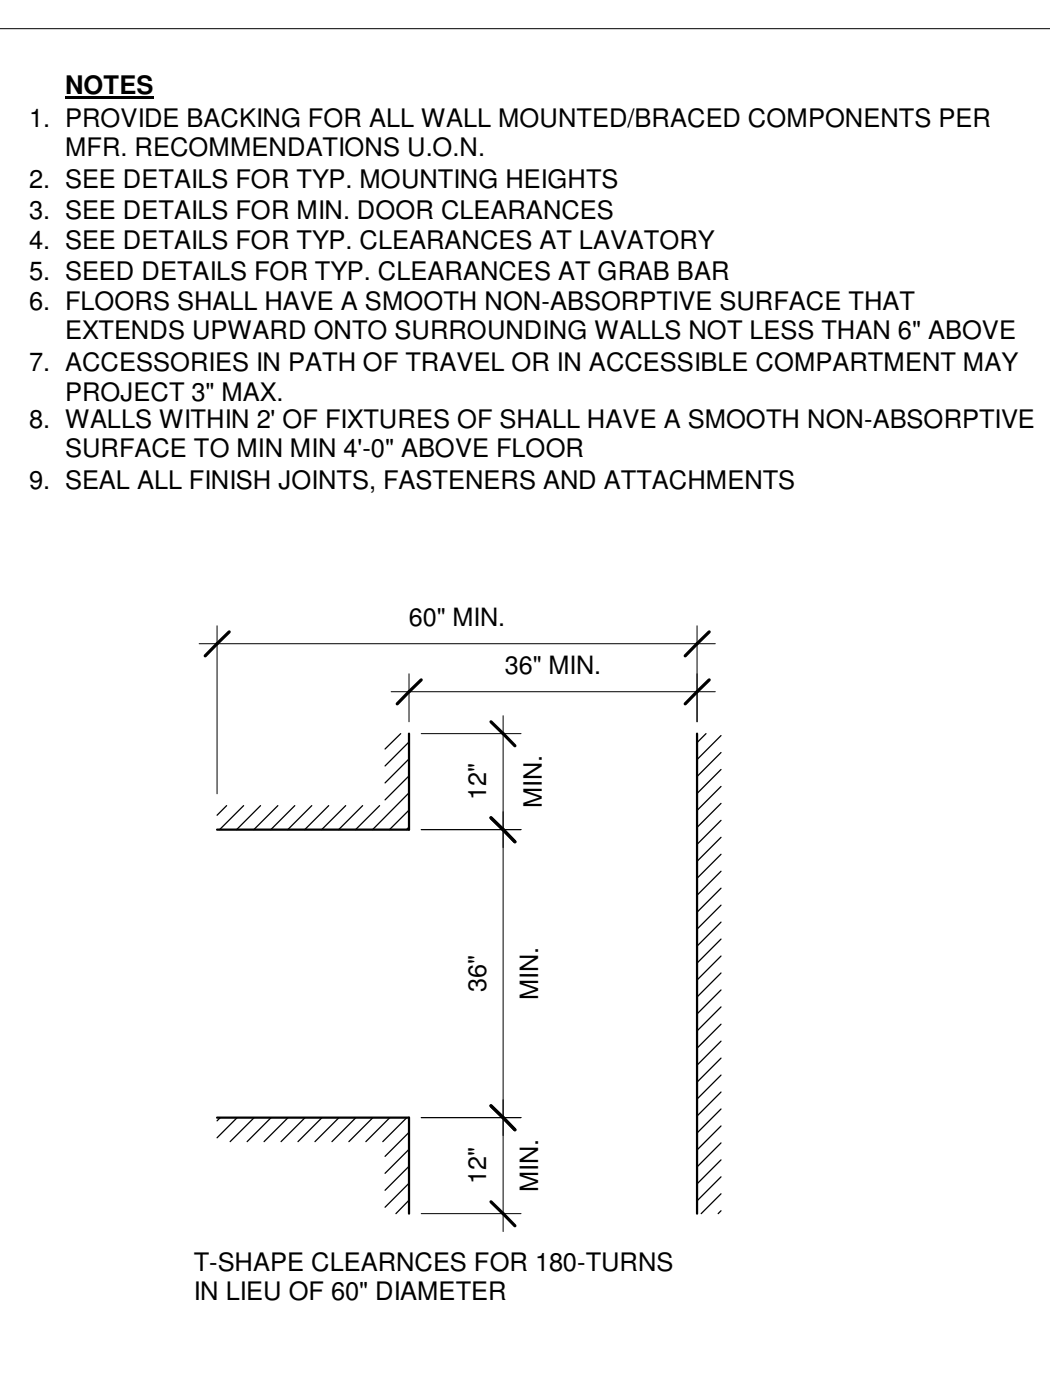 NOTES
1. PROVIDE BACKING FOR ALL WALL MOUNTED/BRACED COMPONENTS PER
MFR. RECOMMENDATIONS U.O.N.
2. SEE DETAILS FOR TYP. MOUNTING HEIGHTS
3. SEE DETAILS FOR MIN. DOOR CLEARANCES
4. SEE DETAILS FOR TYP. CLEARANCES AT LAVATORY
5. SEED DETAILS FOR TYP. CLEARANCES AT GRAB BAR
6. FLOORS SHALL HAVE A SMOOTH NON-ABSORPTIVE SURFACE THAT
EXTENDS UPWARD ONTO SURROUNDING WALLS NOT LESS THAN 6" ABOVE
7. ACCESSORIES IN PATH OF TRAVEL OR IN ACCESSIBLE COMPARTMENT MAY
PROJECT 3" MAX.
8. WALLS WITHIN 2' OF FIXTURES OF SHALL HAVE A SMOOTH NON-ABSORPTIVE
SURFACE TO MIN MIN 4'-0" ABOVE FLOOR
9. SEAL ALL FINISH JOINTS, FASTENERS AND ATTACHMENTS
60" MIN.
36" MIN.
12"
MIN.
36"
MIN.
12"
MIN.
T-SHAPE CLEARNCES FOR 180-TURNS
IN LIEU OF 60" DIAMETER